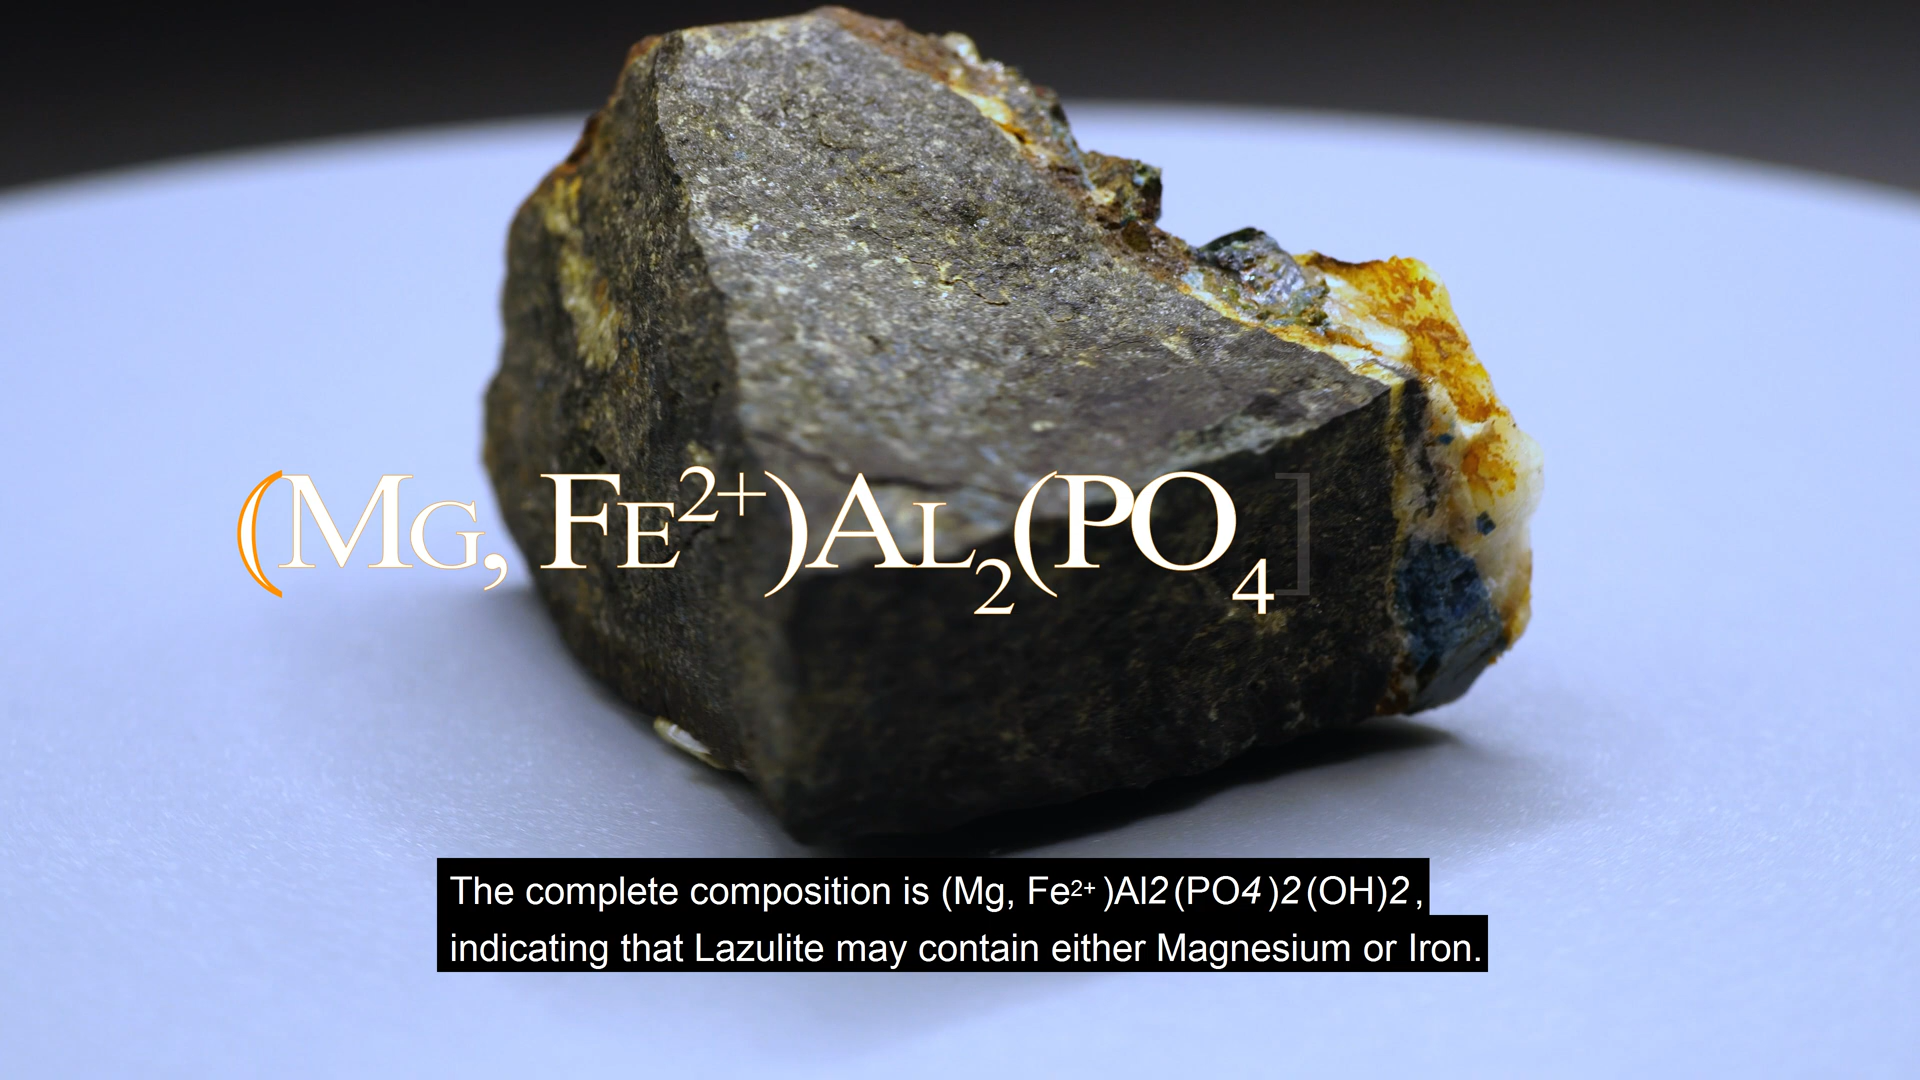 (Mg, Fe²⁺)Al₂(PO₄]
The complete composition is (Mg, Fe²⁺ )Al2(PO4)2(OH)2,
indicating that Lazulite may contain either Magnesium or Iron.